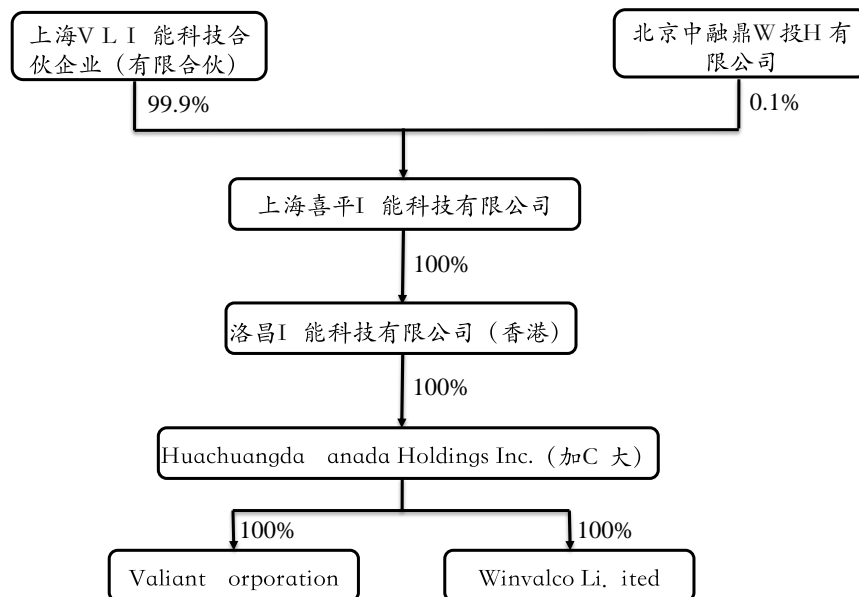 上海V L I 能科技合
伙企业（有限合伙）
北京中融鼎W投H有
限公司
99.9%
0.1%
上海喜平I 能科技有限公司
100%
洛昌I 能科技有限公司（香港）
100%
Huachuangda anada Holdings Inc.（加C 大）
100%
100%
Valiant orporation
Winvalco Li. ited